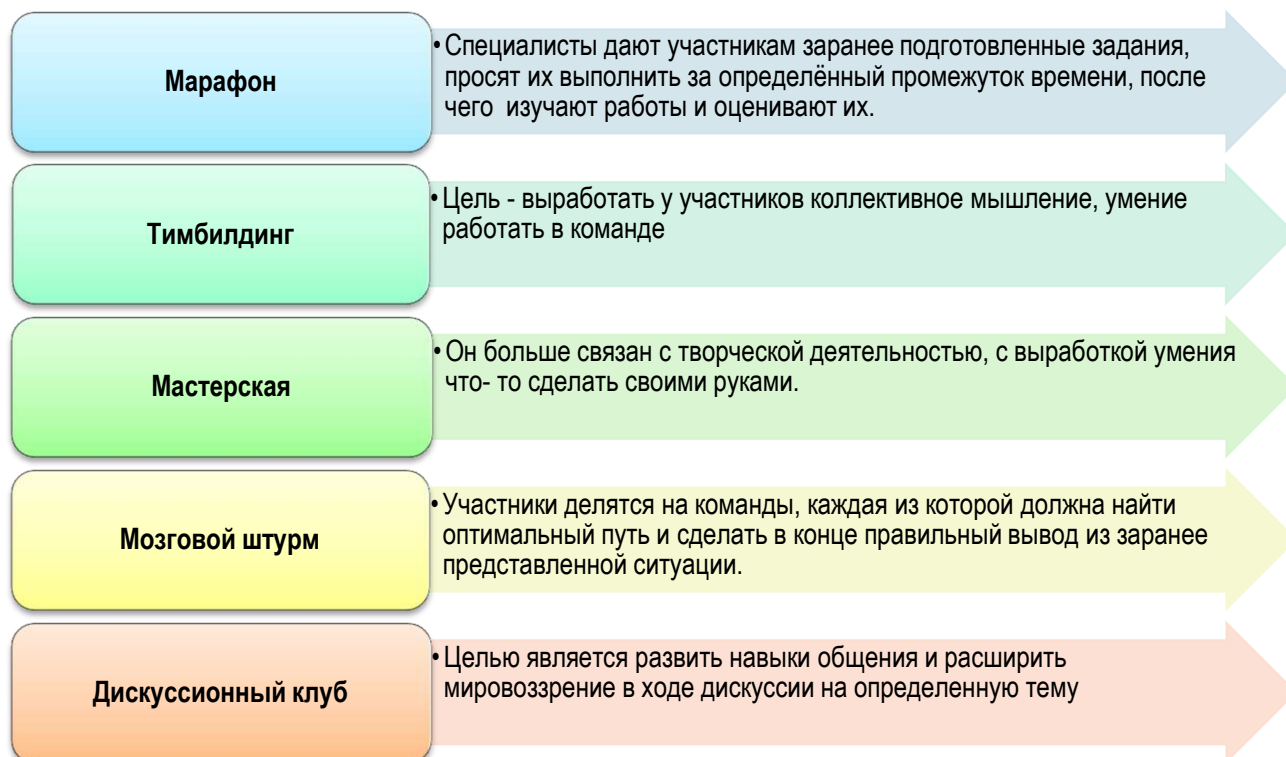 Марафон
• Специалисты дают участникам заранее подготовленные задания,
просят их выполнить за определённый промежуток времени, после
чего изучают работы и оценивают их.
Тимбилдинг
• Цель - выработать у участников коллективное мышление, умение
работать в команде
Мастерская
• Он больше связан с творческой деятельностью, с выработкой умения
что- то сделать своими руками.
Мозговой штурм
• Участники делятся на команды, каждая из которой должна найти
оптимальный путь и сделать в конце правильный вывод из заранее
представленной ситуации.
Дискуссионный клуб
• Целью является развить навыки общения и расширить
мировоззрение в ходе дискуссии на определенную тему